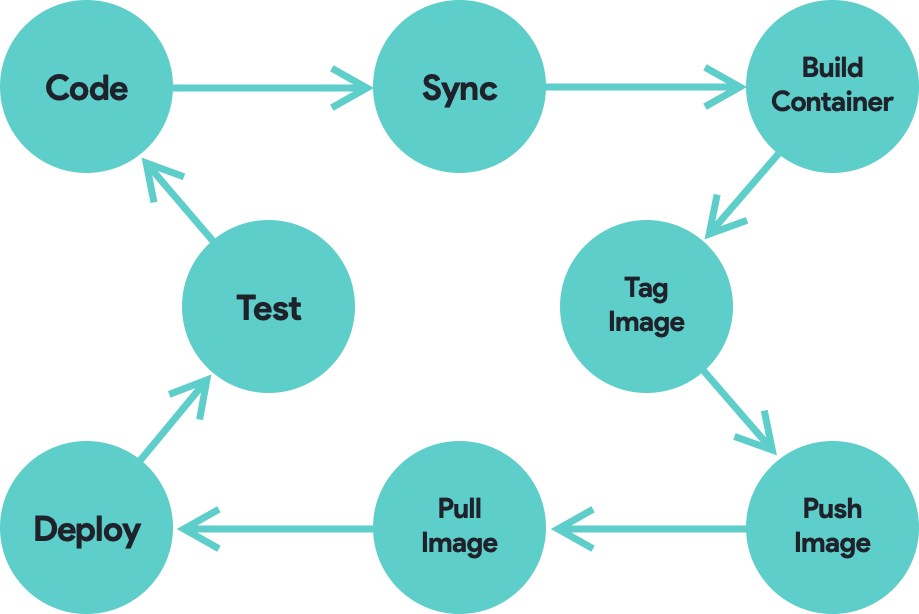 Code
Sync
Build
Container
Test
Tag
Image
Deploy
Pull
Image
Push
Image